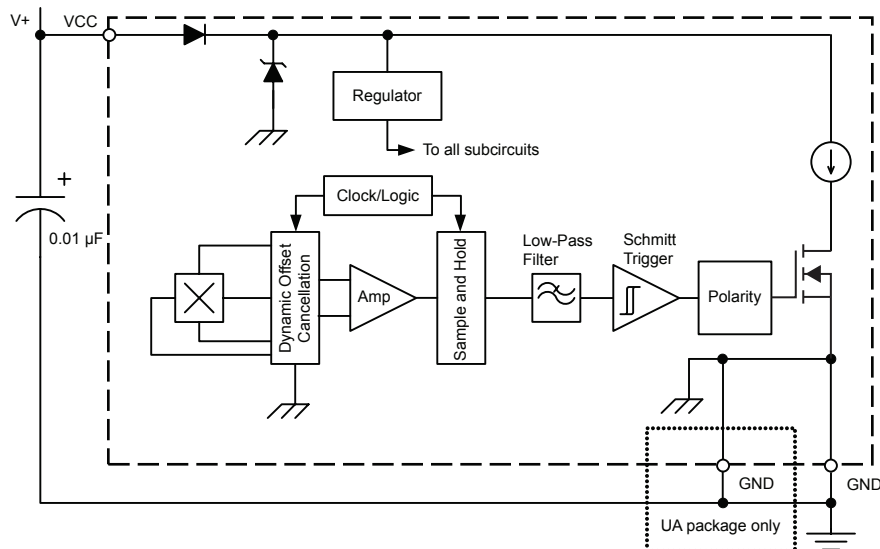 V+
VCC
Regulator
To all subcircuits
Clock/Logic
+
0.01 µF
Dynamic Offset
Cancellation
Amp
Sample and Hold
Low-Pass
Filter
Schmitt
Trigger
Polarity
GND
GND
UA package only